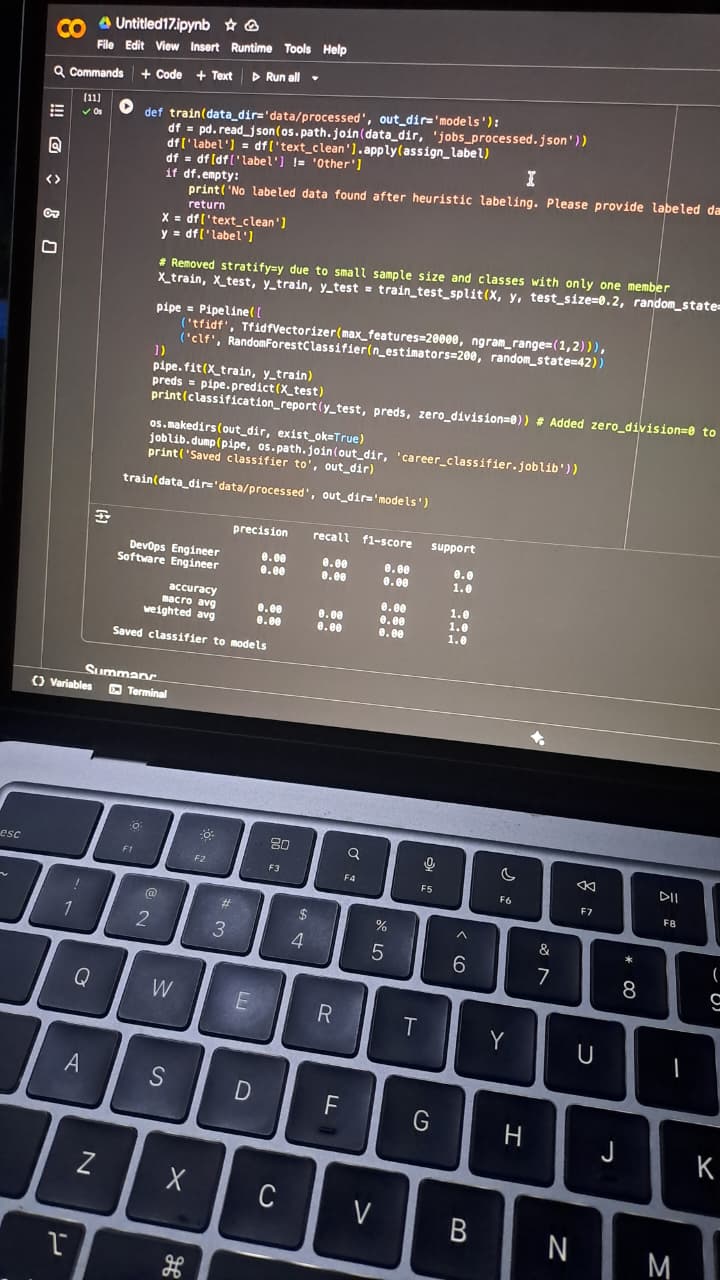 CO Untitled17.ipynb
File Edit View Insert Runtime Tools Help
Commands + Code + Text Run all
[11]
0s
def train(data_dir='data/processed', out_dir='models'):
df = pd.read_json(os.path.join(data_dir, 'jobs_processed.json'))
df['label'] = df['text_clean'].apply(assign_label)
df = df[df['label'] != 'Other']
if df.empty:
print('No labeled data found after heuristic labeling. Please provide labeled da
return
X = df['text_clean']
y = df['label']
# Removed stratify=y due to small sample size and classes with only one member
X_train, X_test, y_train, y_test = train_test_split(X, y, test_size=0.2, random_state=
pipe = Pipeline([
('tfidf', TfidfVectorizer(max_features=20000, ngram_range=(1,2))),
('clf', RandomForestClassifier(n_estimators=200, random_state=42))
])
pipe.fit(X_train, y_train)
preds = pipe.predict(X_test)
print(classification_report(y_test, preds, zero_division=0)) # Added zero_division=0 to
os.makedirs(out_dir, exist_ok=True)
joblib.dump(pipe, os.path.join(out_dir, 'career_classifier.joblib'))
print('Saved classifier to', out_dir)
train(data_dir='data/processed', out_dir='models')
precision recall f1-score support
DevOps Engineer 0.00 0.00 0.00 0.0
Software Engineer 0.00 0.00 0.00 1.0
accuracy 0.00 1.0
macro avg 0.00 0.00 0.00 1.0
weighted avg 0.00 0.00 0.00 1.0
Saved classifier to models
Summary:
Variables Terminal
esc F1 F2 F3 F4 F5 F6 F7 F8
~ ! @ # $ % ^ & * (
1 2 3 4 5 6 7 8 9
Q W E R T Y U I
A S D F G H J K
Z X C V B N M